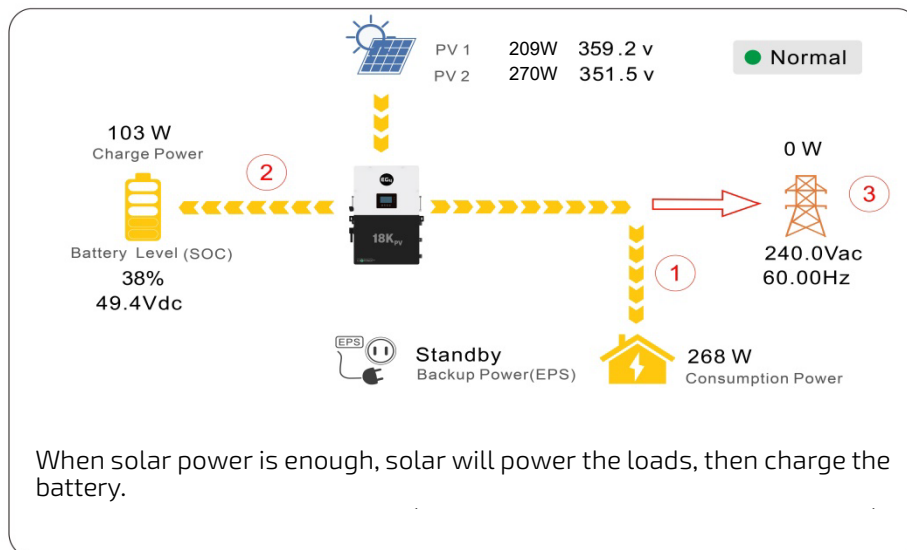 PV 1 209W 359.2 v
PV 2 270W 351.5 v
Normal
103 W
Charge Power
2
0 W
3
EG4
18KPV
Battery Level (SOC)
38%
49.4Vdc
240.0Vac
60.00Hz
1
EPS
Standby
Backup Power(EPS)
268 W
Consumption Power
When solar power is enough, solar will power the loads, then charge the
battery.